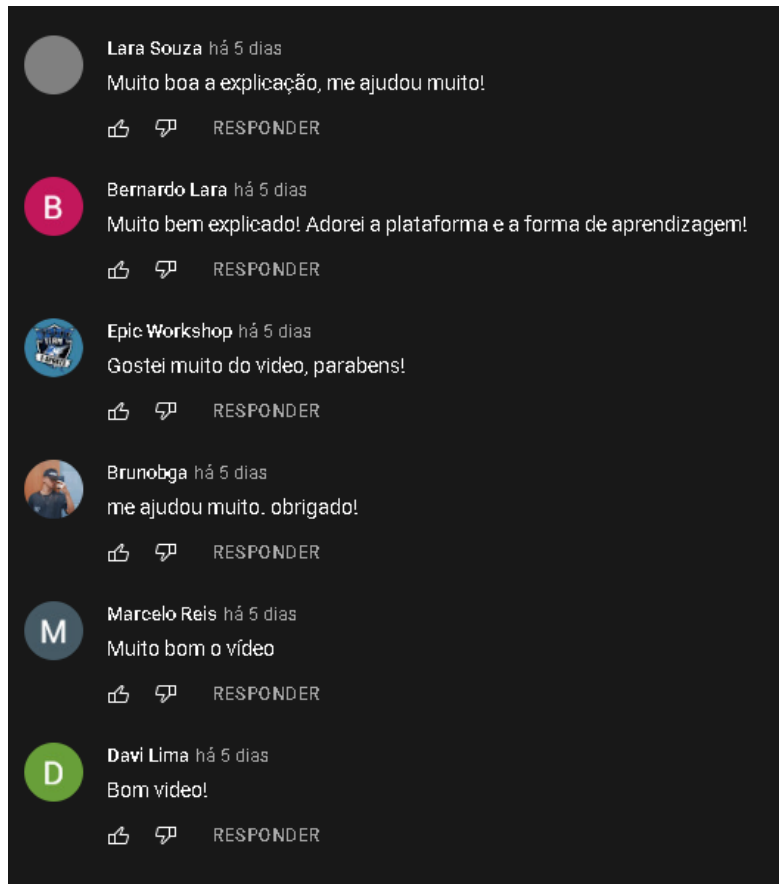 Lara Souza há 5 dias
Muito boa a explicação, me ajudou muito!
RESPONDER
B
Bernardo Lara há 5 dias
Muito bem explicado! Adorei a plataforma e a forma de aprendizagem!
RESPONDER
Epic Workshop há 5 dias
Gostei muito do video, parabens!
RESPONDER
Brunobga há 5 dias
me ajudou muito. obrigado!
RESPONDER
M
Marcelo Reis há 5 dias
Muito bom o vídeo
RESPONDER
D
Davi Lima há 5 dias
Bom video!
RESPONDER